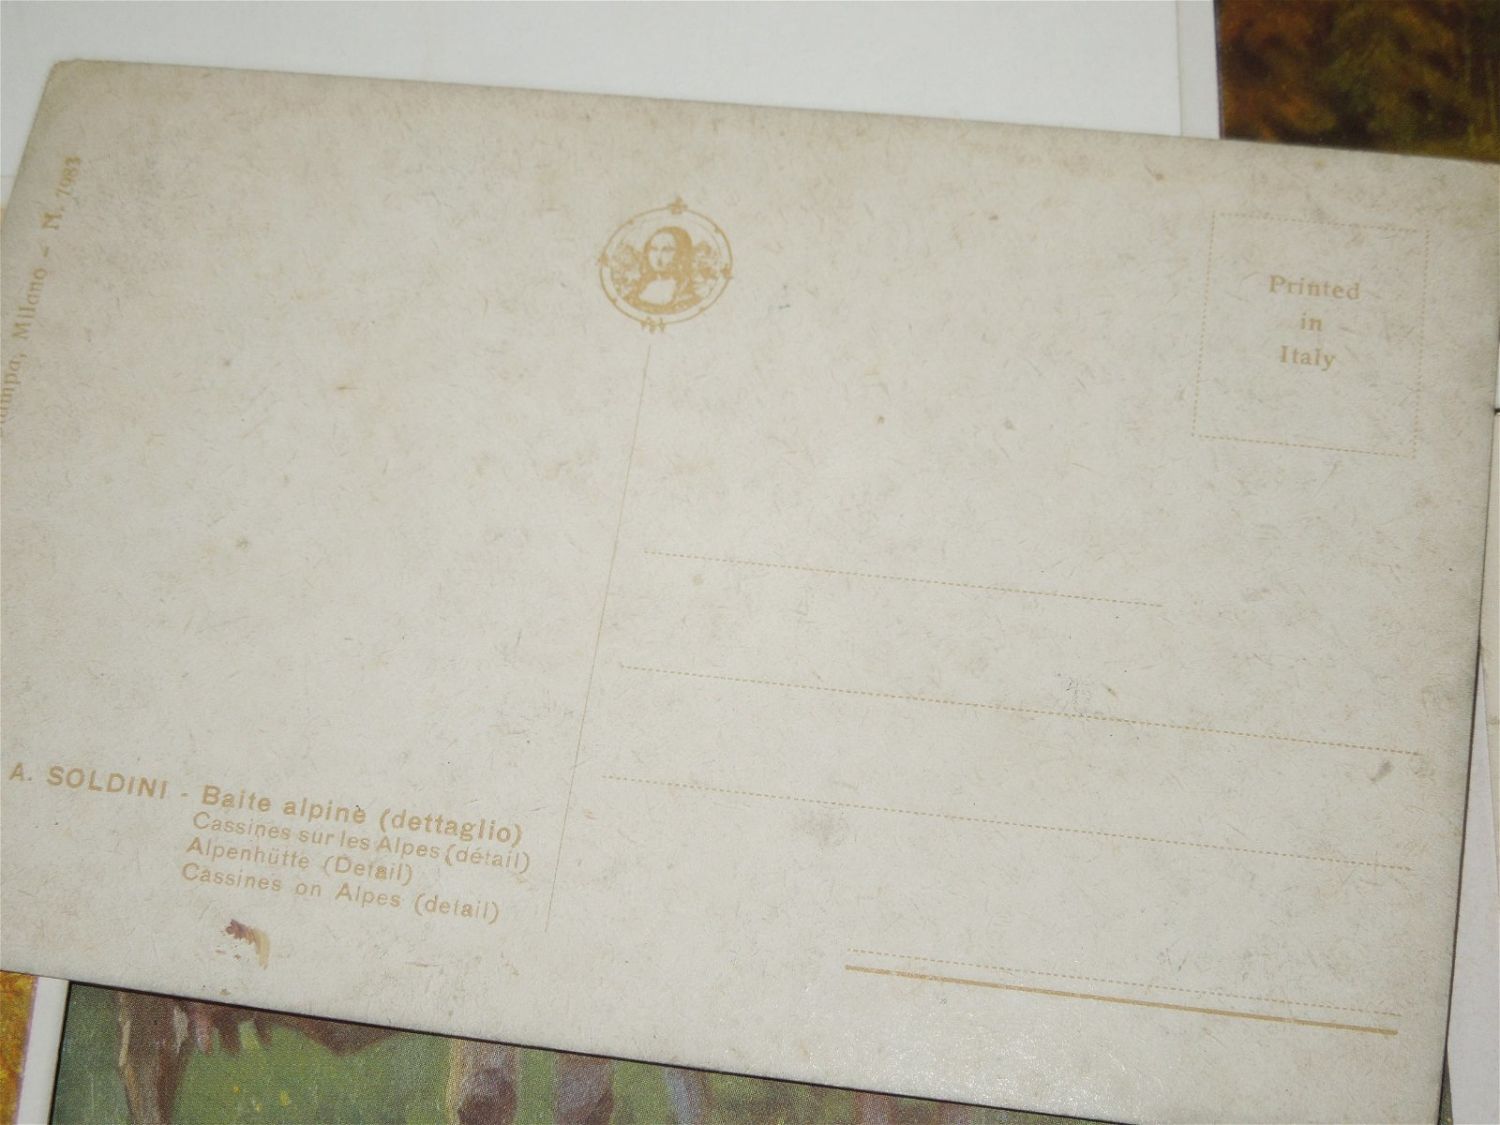 Milano - N. 7983
Printed
in
Italy
A. SOLDINI - Baite alpine (dettaglio)
Cassines sur les Alpes (détail)
Alpenhütte (Detail)
Cassines on Alpes (detail)